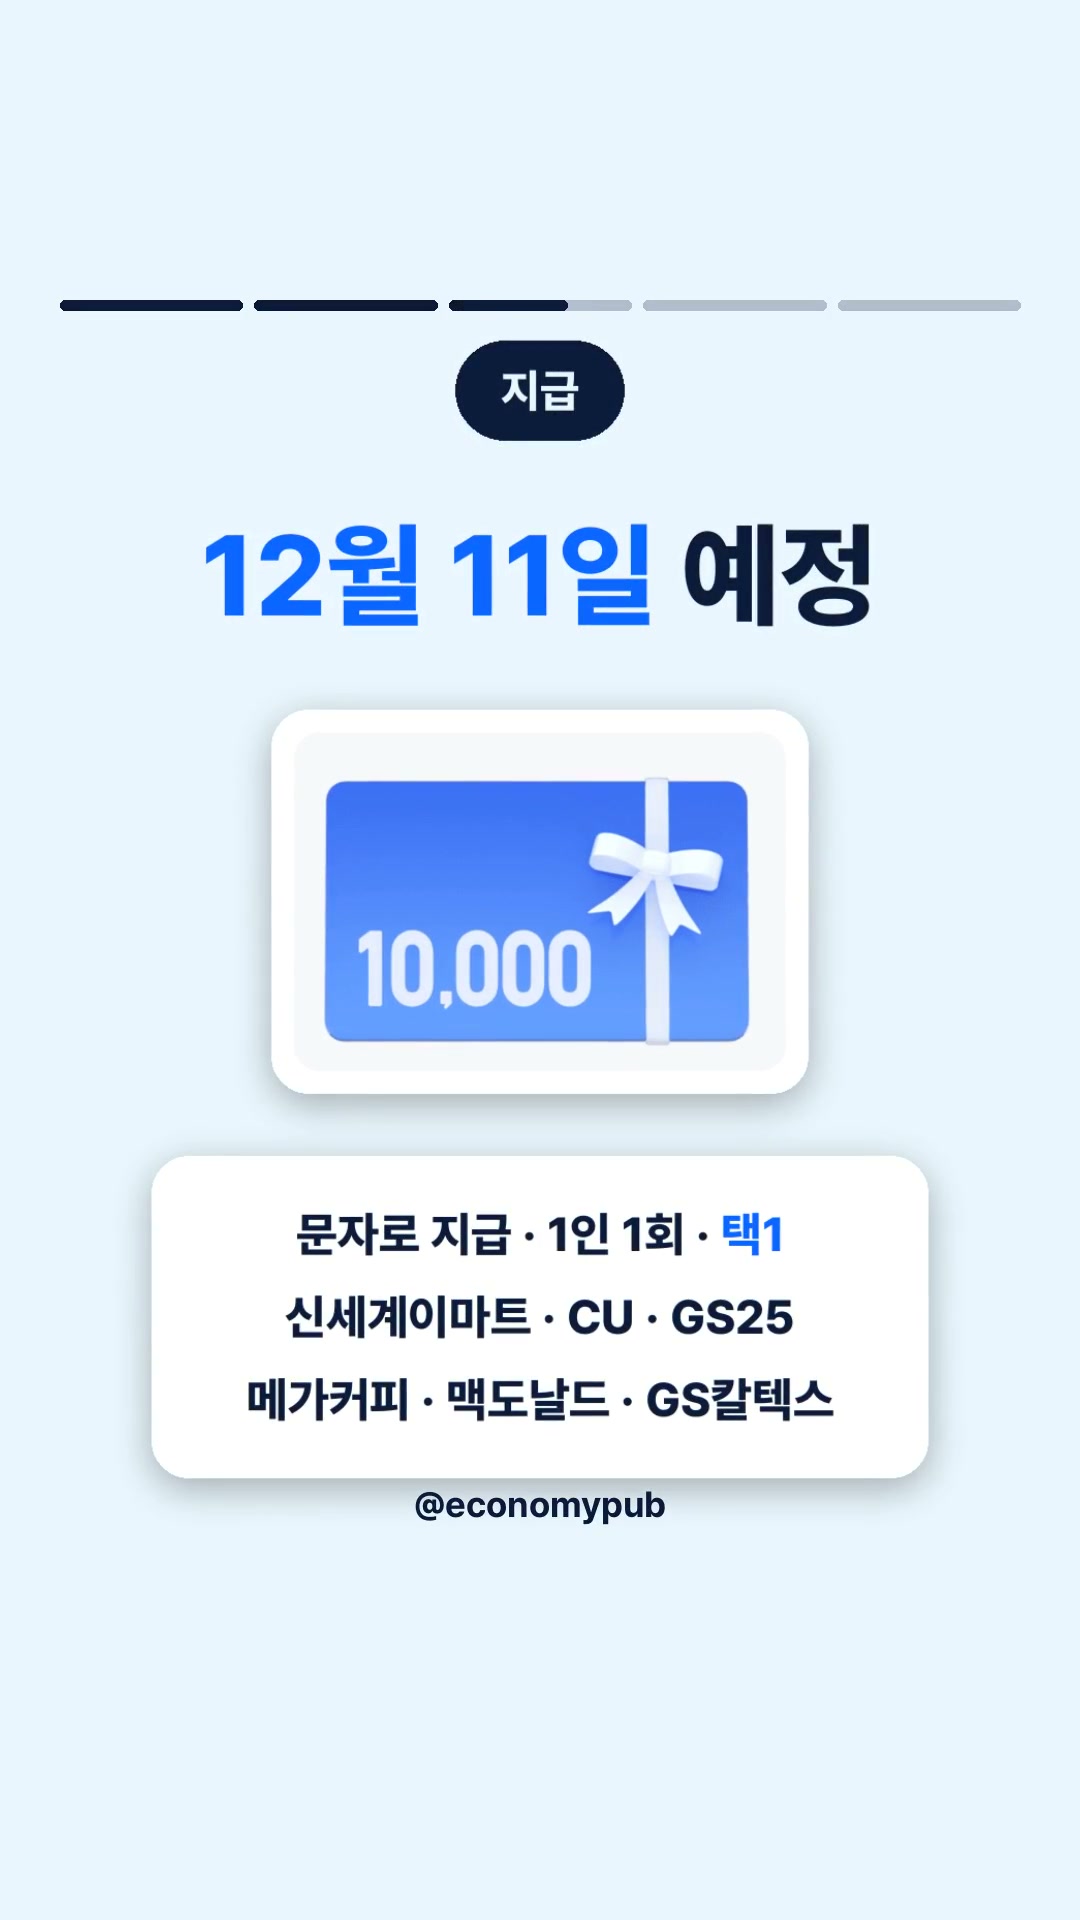 지급
12월 11일 예정
10,000
문자로 지급 · 1인 1회 · 택1
신세계이마트 · CU · GS25
메가커피 · 맥도날드 · GS칼텍스
@economypub